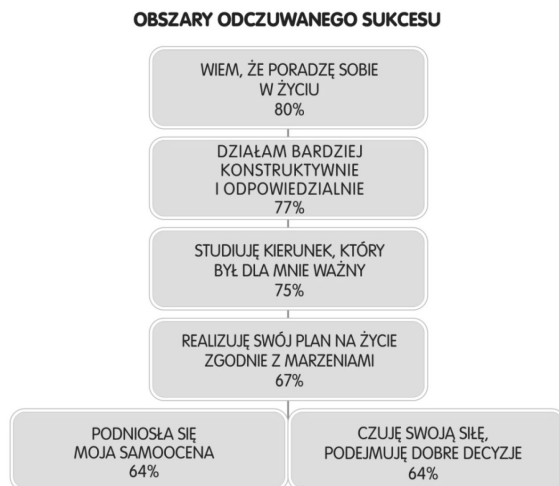 OBSZARY ODCZUWANEGO SUKCESU
WIEM, ŻE PORADZĘ SOBIE
W ŻYCIU
80%
DZIAŁAM BARDZIEJ
KONSTRUKTYWNIE
I ODPOWIEDZIALNIE
77%
STUDIUJĘ KIERUNEK, KTÓRY
BYŁ DLA MNIE WAŻNY
75%
REALIZUJĘ SWÓJ PLAN NA ŻYCIE
ZGODNIE Z MARZENIAMI
67%
PODNIOSŁA SIĘ
MOJA SAMOOCENA
64%
CZUJĘ SWOJĄ SIŁĘ,
PODEJMUJĘ DOBRE DECYZJE
64%